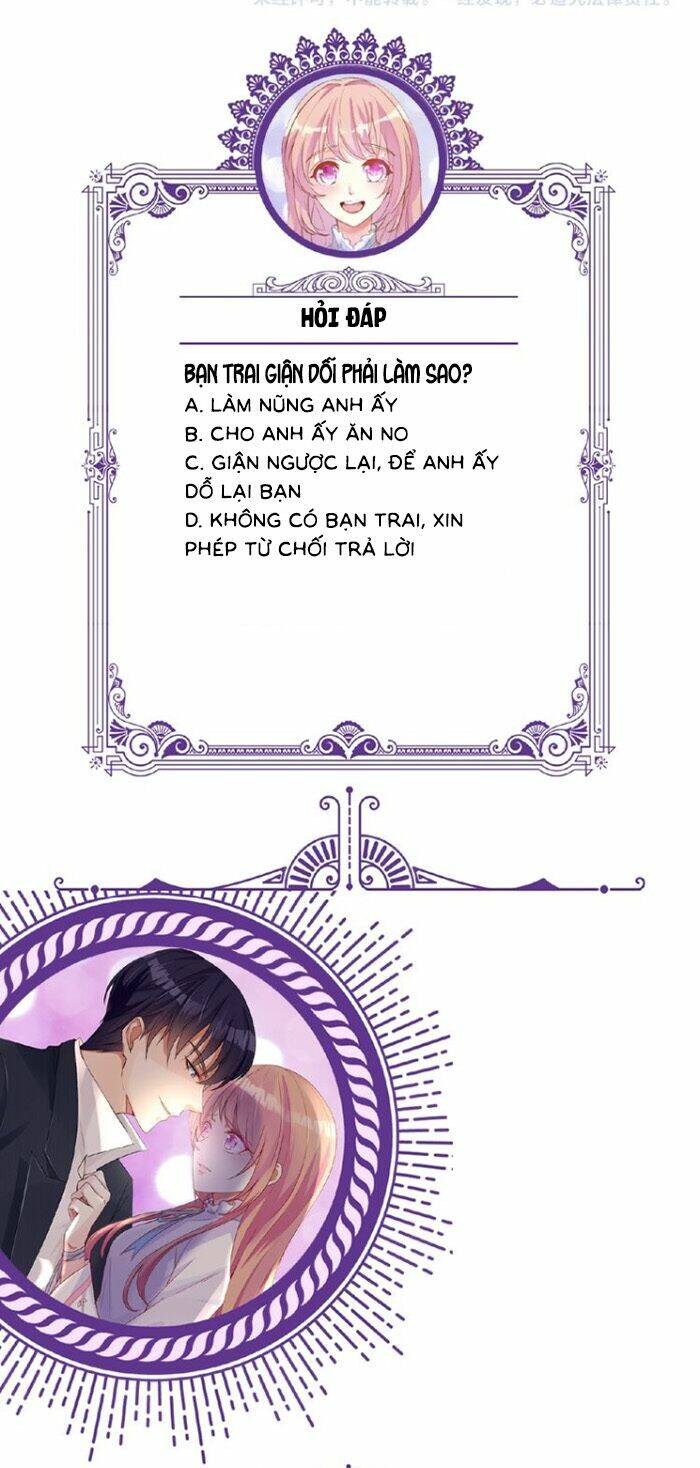 HỎI ĐÁP
BẠN TRAI GIẬN DỖI PHẢI LÀM SAO?
A. LÀM NŨNG ANH ẤY
B. CHO ANH ẤY ĂN NO
C. GIẬN NGƯỢC LẠI, ĐỂ ANH ẤY
DỖ LẠI BẠN
D. KHÔNG CÓ BẠN TRAI, XIN
PHÉP TỪ CHỐI TRẢ LỜI